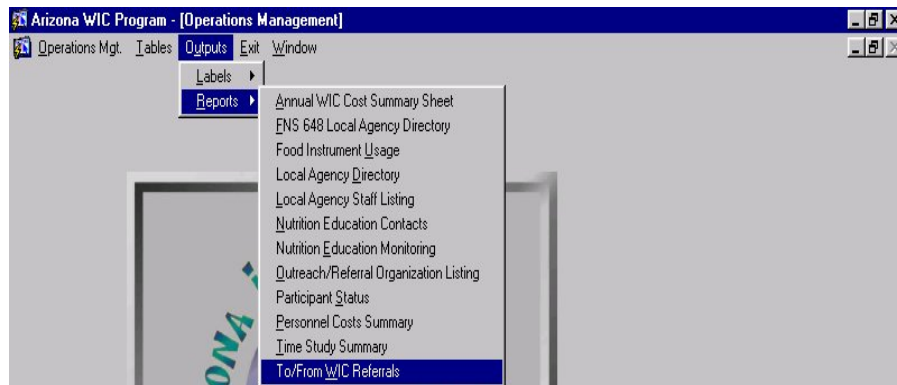 Arizona WIC Program - [Operations Management]
Operations Mgt. Tables Outputs Exit Window
Labels
Reports
Annual WIC Cost Summary Sheet
FNS 648 Local Agency Directory
Food Instrument Usage
Local Agency Directory
Local Agency Staff Listing
Nutrition Education Contacts
Nutrition Education Monitoring
Outreach/Referral Organization Listing
Participant Status
Personnel Costs Summary
Time Study Summary
To/From WIC Referrals
ONA